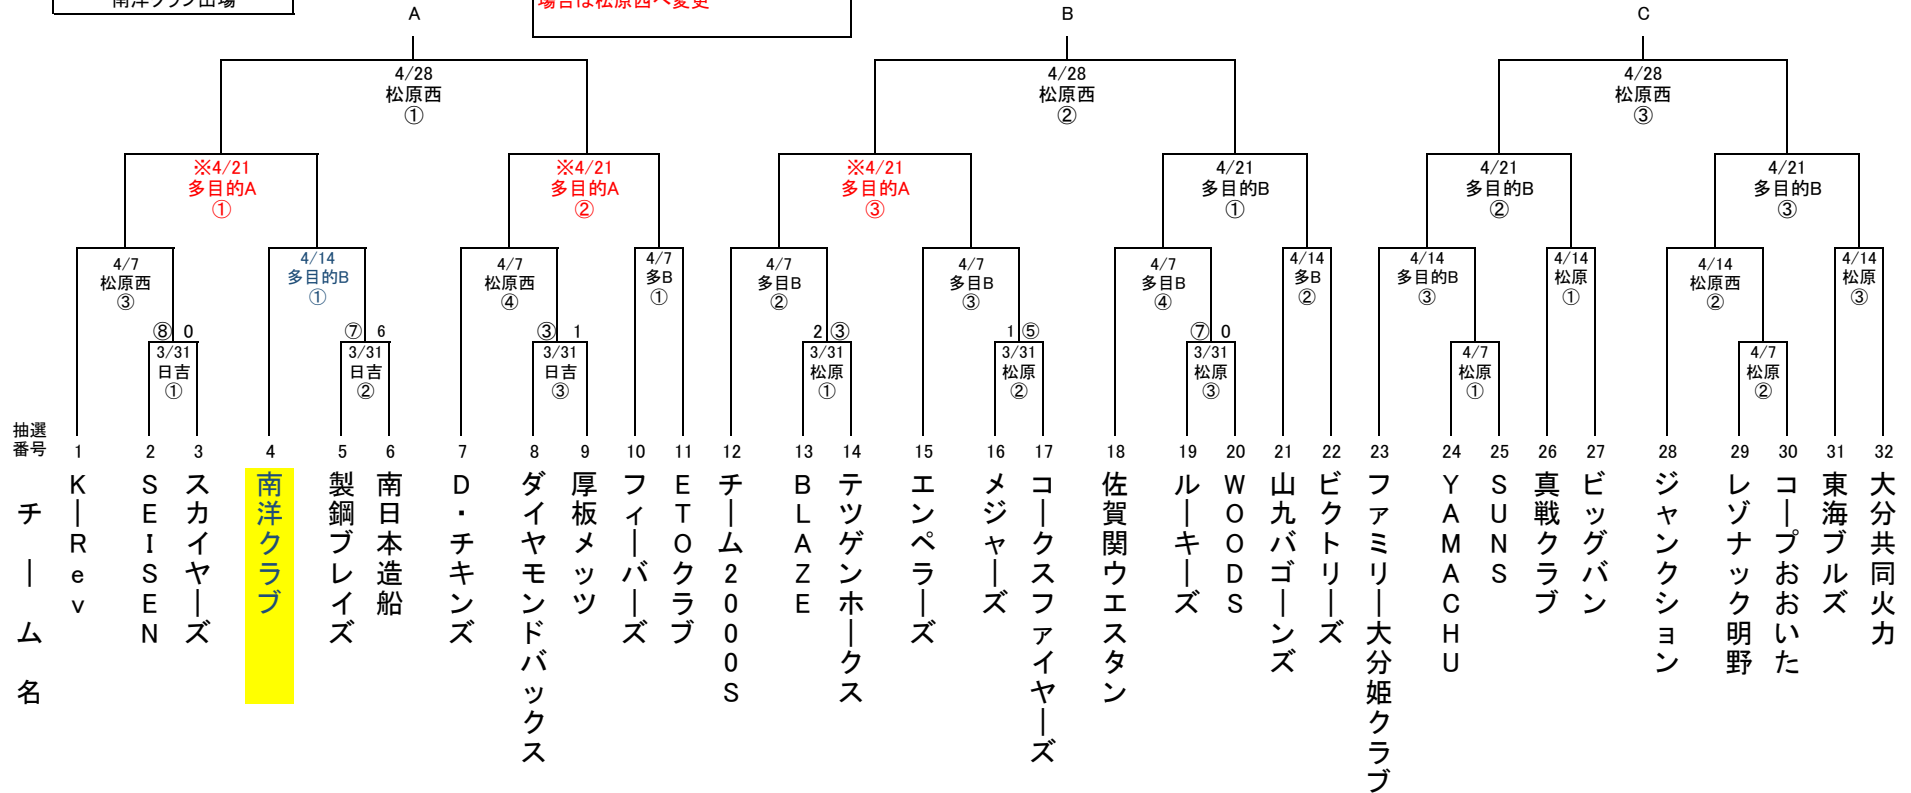 南洋クラブ出場
場合は松原西へ変更
A
B
C
4/28
松原西
①
4/28
松原西
②
4/28
松原西
③
※4/21
多目的A
①
※4/21
多目的A
②
※4/21
多目的A
③
4/21
多目的B
①
4/21
多目的B
②
4/21
多目的B
③
4/7
松原西
③
4/14
多目的B
①
4/7
松原西
④
4/7
多B
①
4/7
多目B
②
4/7
多目B
③
4/7
多目B
④
4/14
多B
②
4/14
多目的B
③
4/14
松原
①
4/14
松原西
②
4/14
松原
③
⑧ 0
3/31
日吉
①
⑦ 6
3/31
日吉
②
③ 1
3/31
日吉
③
2 ③
3/31
松原
①
1 ⑤
3/31
松原
②
⑦ 0
3/31
松原
③
4/7
松原
①
4/7
松原
②
抽選
番号
1 2 3 4 5 6 7 8 9 10 11 12 13 14 15 16 17 18 19 20 21 22 23 24 25 26 27 28 29 30 31 32
チーム名
K―Rev
SEISEN
スカイヤーズ
南洋クラブ
製鋼ブレイズ
南日本造船
D・チキンズ
ダイヤモンドバックス
厚板メッツ
フィーバーズ
ETOクラブ
チーム2000S
BLAZE
テツゲンホークス
エンペラーズ
メジャーズ
コークスファイヤーズ
佐賀関ウエスタン
ルーキーズ
WOODS
山九バゴーンズ
ビクトリーズ
ファミリー大分姫クラブ
YAMACHU
SUNS
真戦クラブ
ビッグバン
ジャンクション
レゾナック明野
コープおおいた
東海ブルズ
大分共同火力